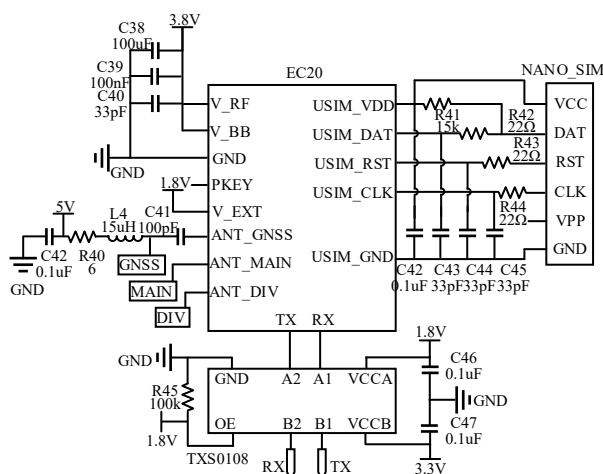 3.8V
C38
100uF
C39
100nF
C40
33pF
GND
EC20
V_RF
V_BB
GND
PKEY
1.8V
V_EXT
ANT_GNSS
ANT_MAIN
ANT_DIV
USIM_VDD
USIM_DAT
USIM_RST
USIM_CLK
USIM_GND
TX RX
NANO_SIM
VCC
DAT
RST
CLK
VPP
GND
R41
15k
R42
22Ω
R43
22Ω
R44
22Ω
C42 C43 C44 C45
0.1uF 33pF 33pF 33pF
5V
L4
15uH
C41
100pF
C42
0.1uF
R40
6
GND
GNSS
MAIN
DIV
GND
R45
100k
1.8V
GND A2 A1 VCCA
OE B2 B1 VCCB
TXS0108
RX TX
1.8V
C46
0.1uF
GND
C47
0.1uF
3.3V